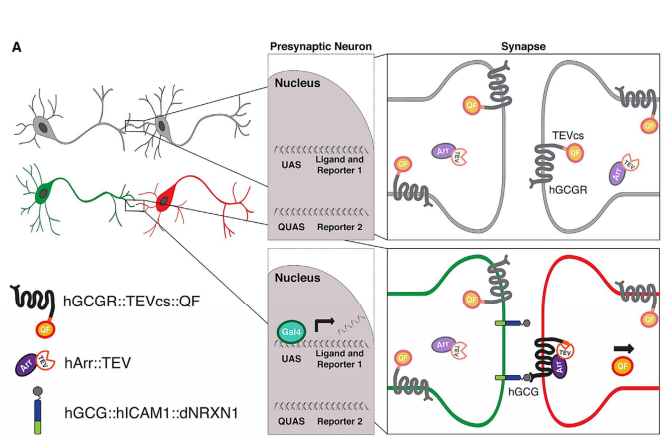 A
Presynaptic Neuron
Synapse
Nucleus
UAS
Ligand and
Reporter 1
QUAS
Reporter 2
QF
Arr
TEV
QF
TEVcs
QF
hGCGR
QF
Arr
TEV
Nucleus
Gal4
UAS
Ligand and
Reporter 1
QUAS
Reporter 2
QF
Arr
TEV
QF
hGCG
TEV
Arr
QF
QF
hGCGR::TEVcs::QF
QF
hArr::TEV
Arr
TEV
hGCG::hICAM1::dNRXN1